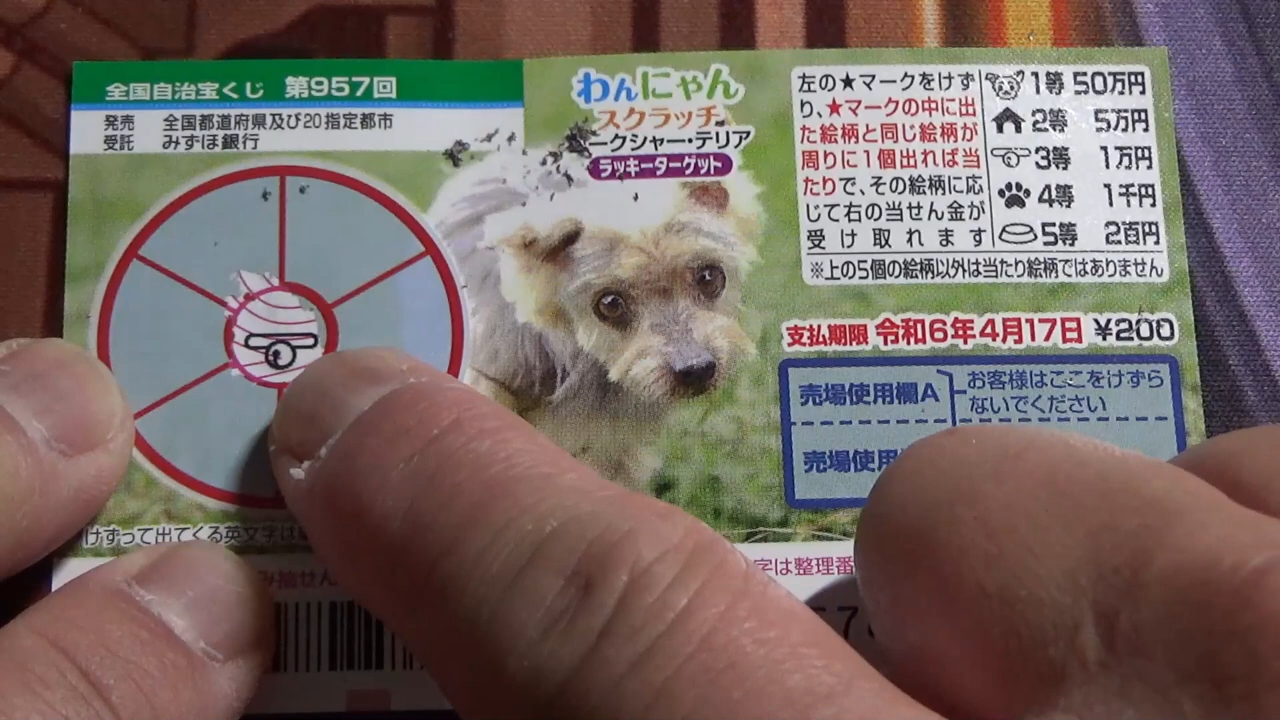 全国自治宝くじ 第957回
発売 全国都道府県及び20指定都市
受託 みずほ銀行
わんにゃん
スクラッチ
ークシャー・テリア
ラッキーターゲット
左の★マークをけず
り、★マークの中に出
た絵柄と同じ絵柄が
周りに1個出れば当
たりで、その絵柄に応
じて右の当せん金が
受け取れます
1等 50万円
2等 5万円
3等 1万円
4等 1千円
5等 2百円
※上の5個の絵柄以外は当たり絵柄ではありません
支払期限 令和6年4月17日 ¥200
売場使用欄A
お客様はここをけずら
ないでください
売場使用
けずって出てくる英文字は
み抽せん
字は整理番